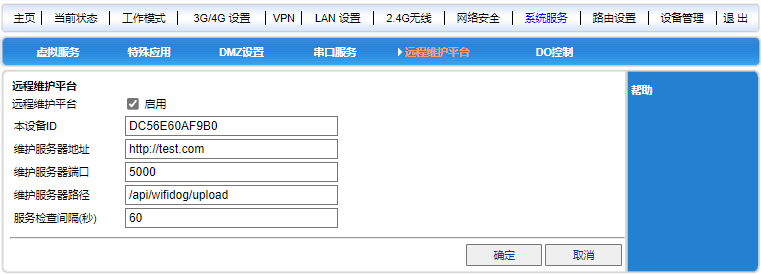 主页 当前状态 工作模式 3G/4G 设置 VPN LAN 设置 2.4G无线 网络安全 系统服务 路由设置 设备管理 退 出
虚拟服务 特殊应用 DMZ设置 串口服务 远程维护平台 DO控制
远程维护平台
帮助
远程维护平台 启用
本设备ID DC56E60AF9B0
维护服务器地址 http://test.com
维护服务器端口 5000
维护服务器路径 /api/wifidog/upload
服务检查间隔(秒) 60
确定 取消